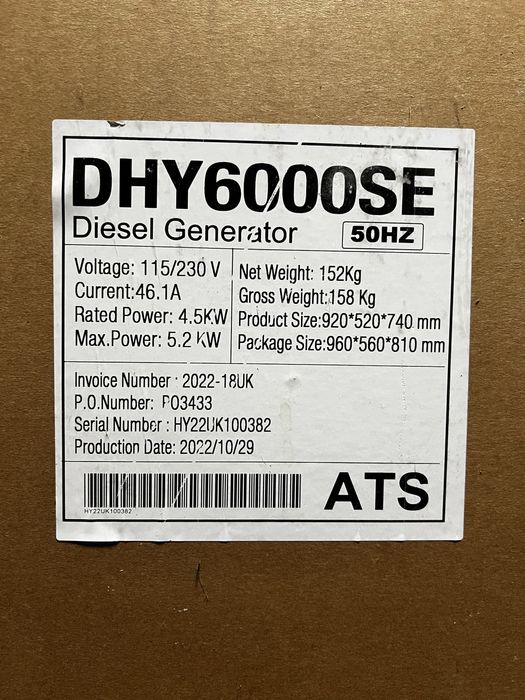 DHY6000SE
Diesel Generator 50HZ
Voltage: 115/230 V
Current:46.1A
Rated Power: 4.5KW
Max.Power: 5.2 KW
Net Weight: 152Kg
Gross Weight:158 Kg
Product Size:920*520*740 mm
Package Size:960*560*810 mm
Invoice Number : 2022-18UK
P.O.Number: PO3433
Serial Number : HY22UK100382
Production Date: 2022/10/29
HY22UK100382
ATS